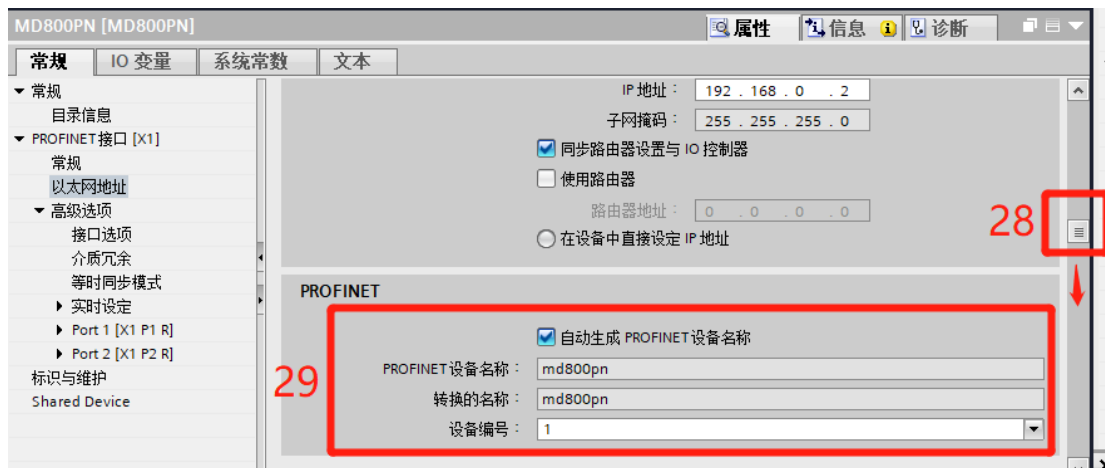 MD800PN [MD800PN]
属性
信息
诊断
常规
IO 变量
系统常数
文本
常规
目录信息
PROFINET接口 [X1]
常规
以太网地址
高级选项
接口选项
介质冗余
等时同步模式
实时设定
Port 1 [X1 P1 R]
Port 2 [X1 P2 R]
标识与维护
Shared Device
IP 地址： 192 . 168 . 0 . 2
子网掩码： 255 . 255 . 255 . 0
同步路由器设置与 IO 控制器
使用路由器
路由器地址： 0 . 0 . 0 . 0
在设备中直接设定 IP 地址
28
PROFINET
29
自动生成 PROFINET设备名称
PROFINET设备名称： md800pn
转换的名称： md800pn
设备编号： 1